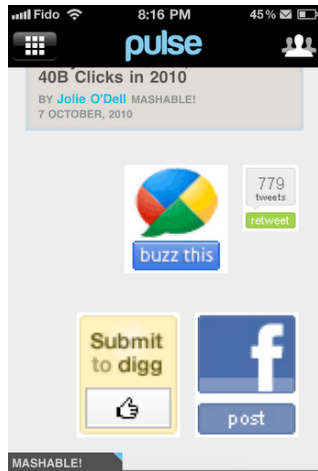 Fido 8:16 PM 45%
pulse
40B Clicks in 2010
BY Jolie O'Dell MASHABLE!
7 OCTOBER, 2010
779
tweets
retweet
buzz this
Submit
to digg
f
post
MASHABLE!